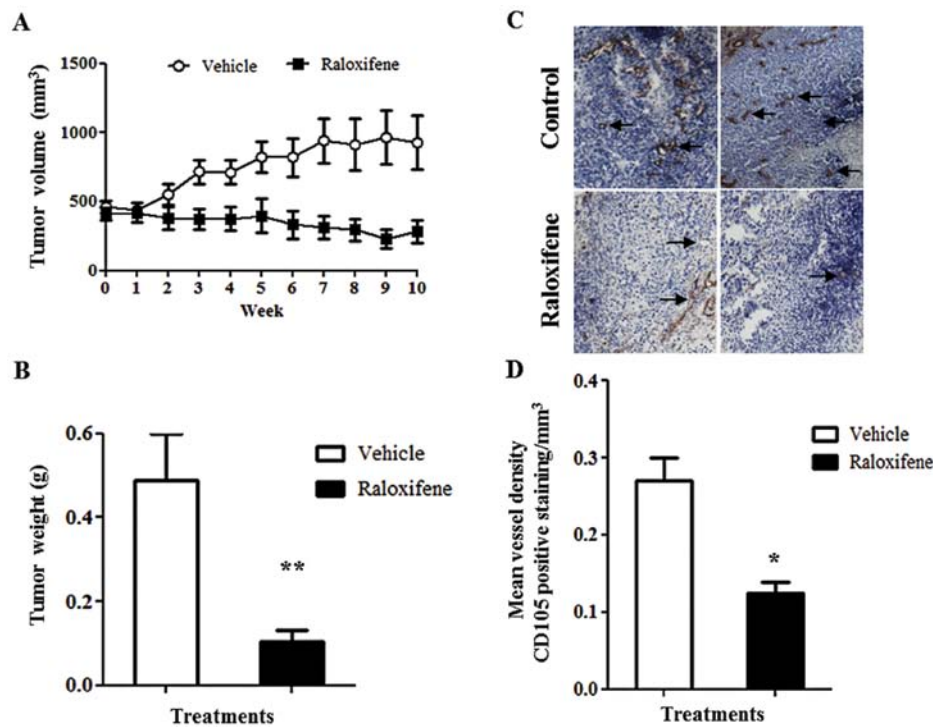 A
Tumor volume (mm³)
1500
1000
500
0
Vehicle
Raloxifene
0 1 2 3 4 5 6 7 8 9 10
Week
B
Tumor weight (g)
0.6
0.4
0.2
0.0
Vehicle
Raloxifene
**
Treatments
C
Control
Raloxifene
D
Mean vessel density
CD105 positive staining/mm³
0.4
0.3
0.2
0.1
0.0
Vehicle
Raloxifene
*
Treatments